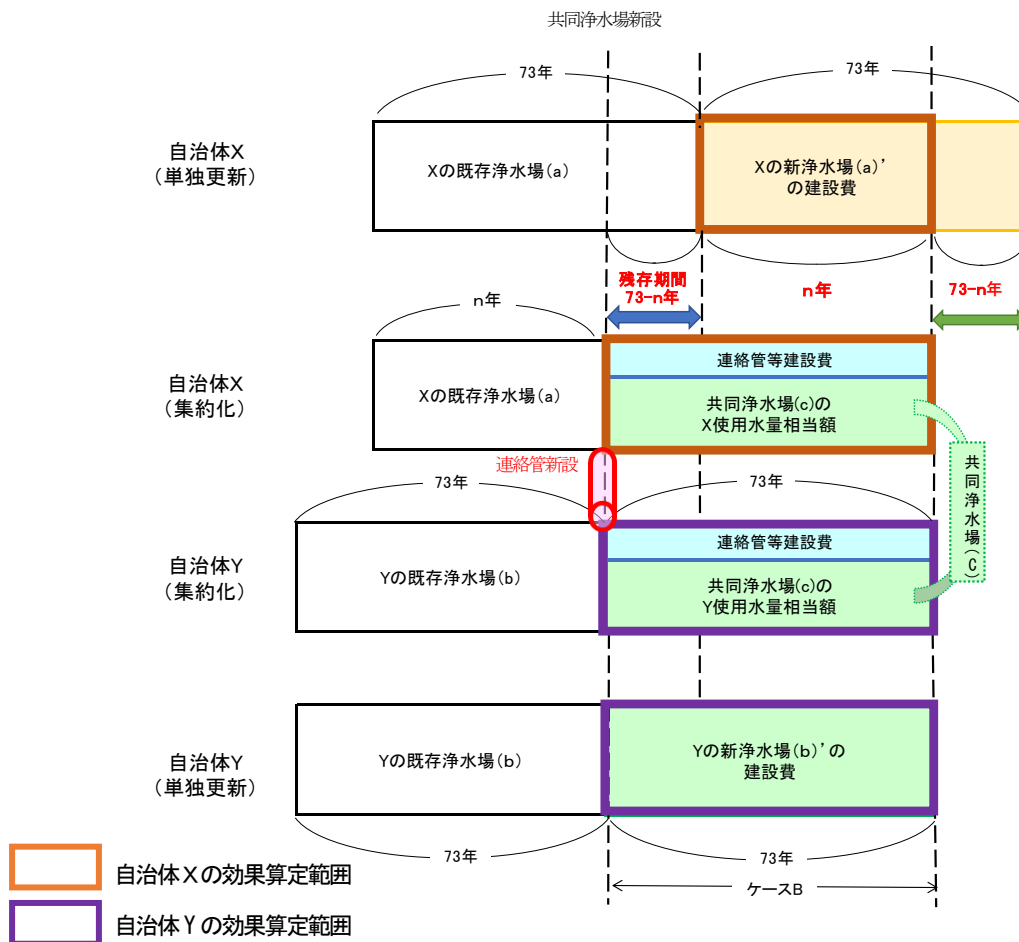 共同浄水場新設
73年
73年
自治体X
（単独更新）
Xの既存浄水場(a)
Xの新浄水場(a)’
の建設費
残存期間
73-n年
n年
73-n年
n年
自治体X
（集約化）
Xの既存浄水場(a)
連絡管等建設費
共同浄水場(c)の
X使用水量相当額
共同浄水場（C）
連絡管新設
73年
73年
自治体Y
（集約化）
Yの既存浄水場(b)
連絡管等建設費
共同浄水場(c)の
Y使用水量相当額
自治体Y
（単独更新）
Yの既存浄水場(b)
Yの新浄水場(b)’の
建設費
73年
73年
ケースB
自治体Xの効果算定範囲
自治体Yの効果算定範囲